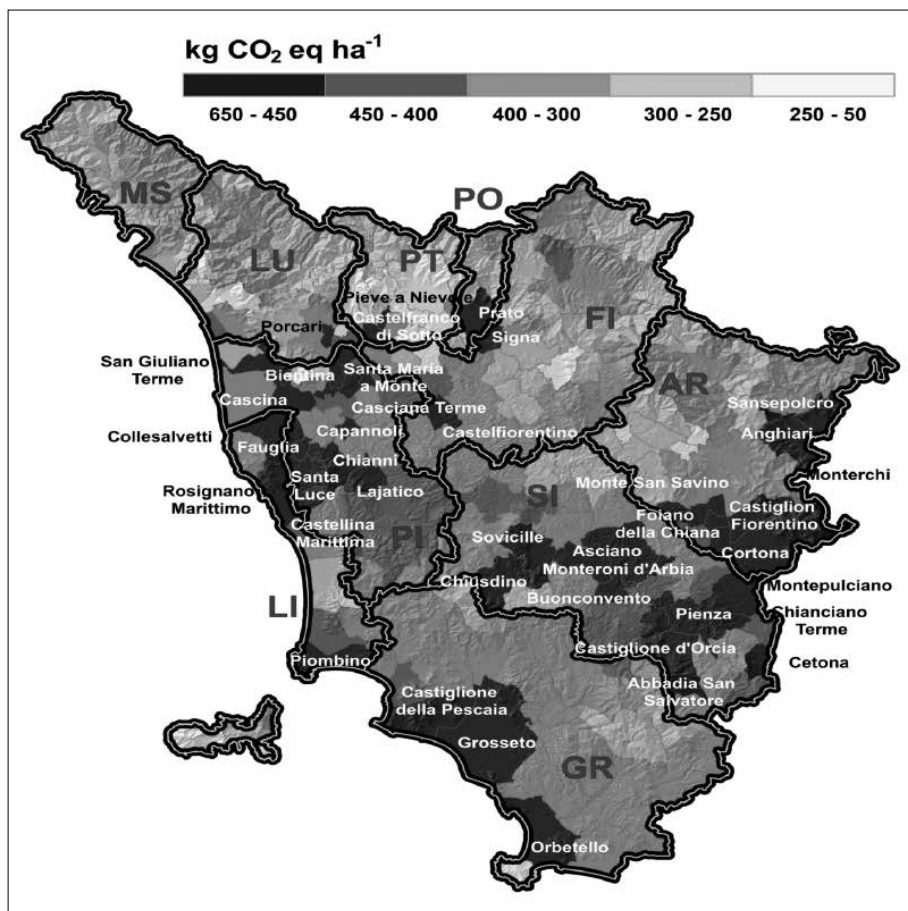 kg CO₂ eq ha⁻¹
650 - 450
450 - 400
400 - 300
300 - 250
250 - 50
MS
PO
LU
PT
Pieve a Nievole
Castelfranco
di Sotto
Prato
Signa
FI
Porcari
San Giuliano
Terme
Bientina
Santa Maria
a Monte
AR
Cascina
Casciana Terme
Sansepolcro
Collesalvetti
Capannoli
Castelfiorentino
Anghiari
Fauglia
Chianni
Monterchi
Rosignano
Marittimo
Santa
Luce
Lajatico
SI
Monte San Savino
Castellina
Marittima
PI
Sovicille
Foiano
della Chiana
Castiglion
Fiorentino
Asciano
Monteroni d'Arbia
Cortona
Chiusdino
Buonconvento
Montepulciano
LI
Pienza
Chianciano
Terme
Piombino
Castiglione d'Orcia
Cetona
Castiglione
della Pescaia
Abbadia San
Salvatore
Grosseto
GR
Orbetello